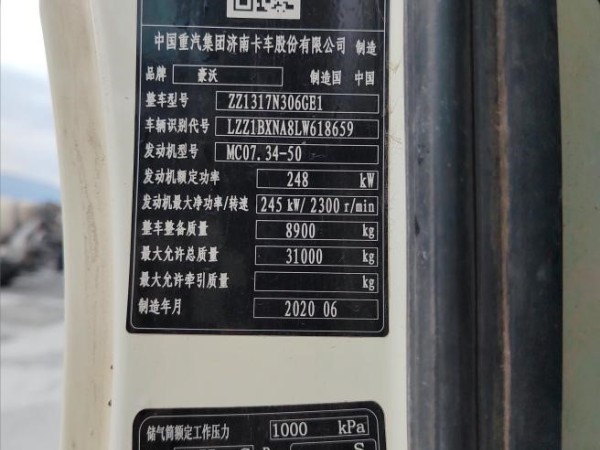 中国重汽集团济南卡车股份有限公司 制造
品牌 豪沃 制造国 中国
整车型号 ZZ1317N306GE1
车辆识别代号 LZZ1BXNA8LW618659
发动机型号 MC07.34-50
发动机额定功率 248 kW
发动机最大净功率/转速 245 kW/ 2300 r/min
整车整备质量 8900 kg
最大允许总质量 31000 kg
最大允许牵引质量 kg
制造年月 2020 06
储气筒额定工作压力 1000 kPa